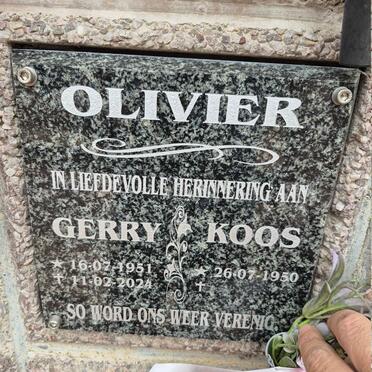 OLIVIER
IN LIEFDEVOLLE HERINNERING AAN
GERRY KOOS
★ 16-07-1951 ★ 26-07-1950
✝ 11-02-2024 ✝
SO WORD ONS WEER VERENIG